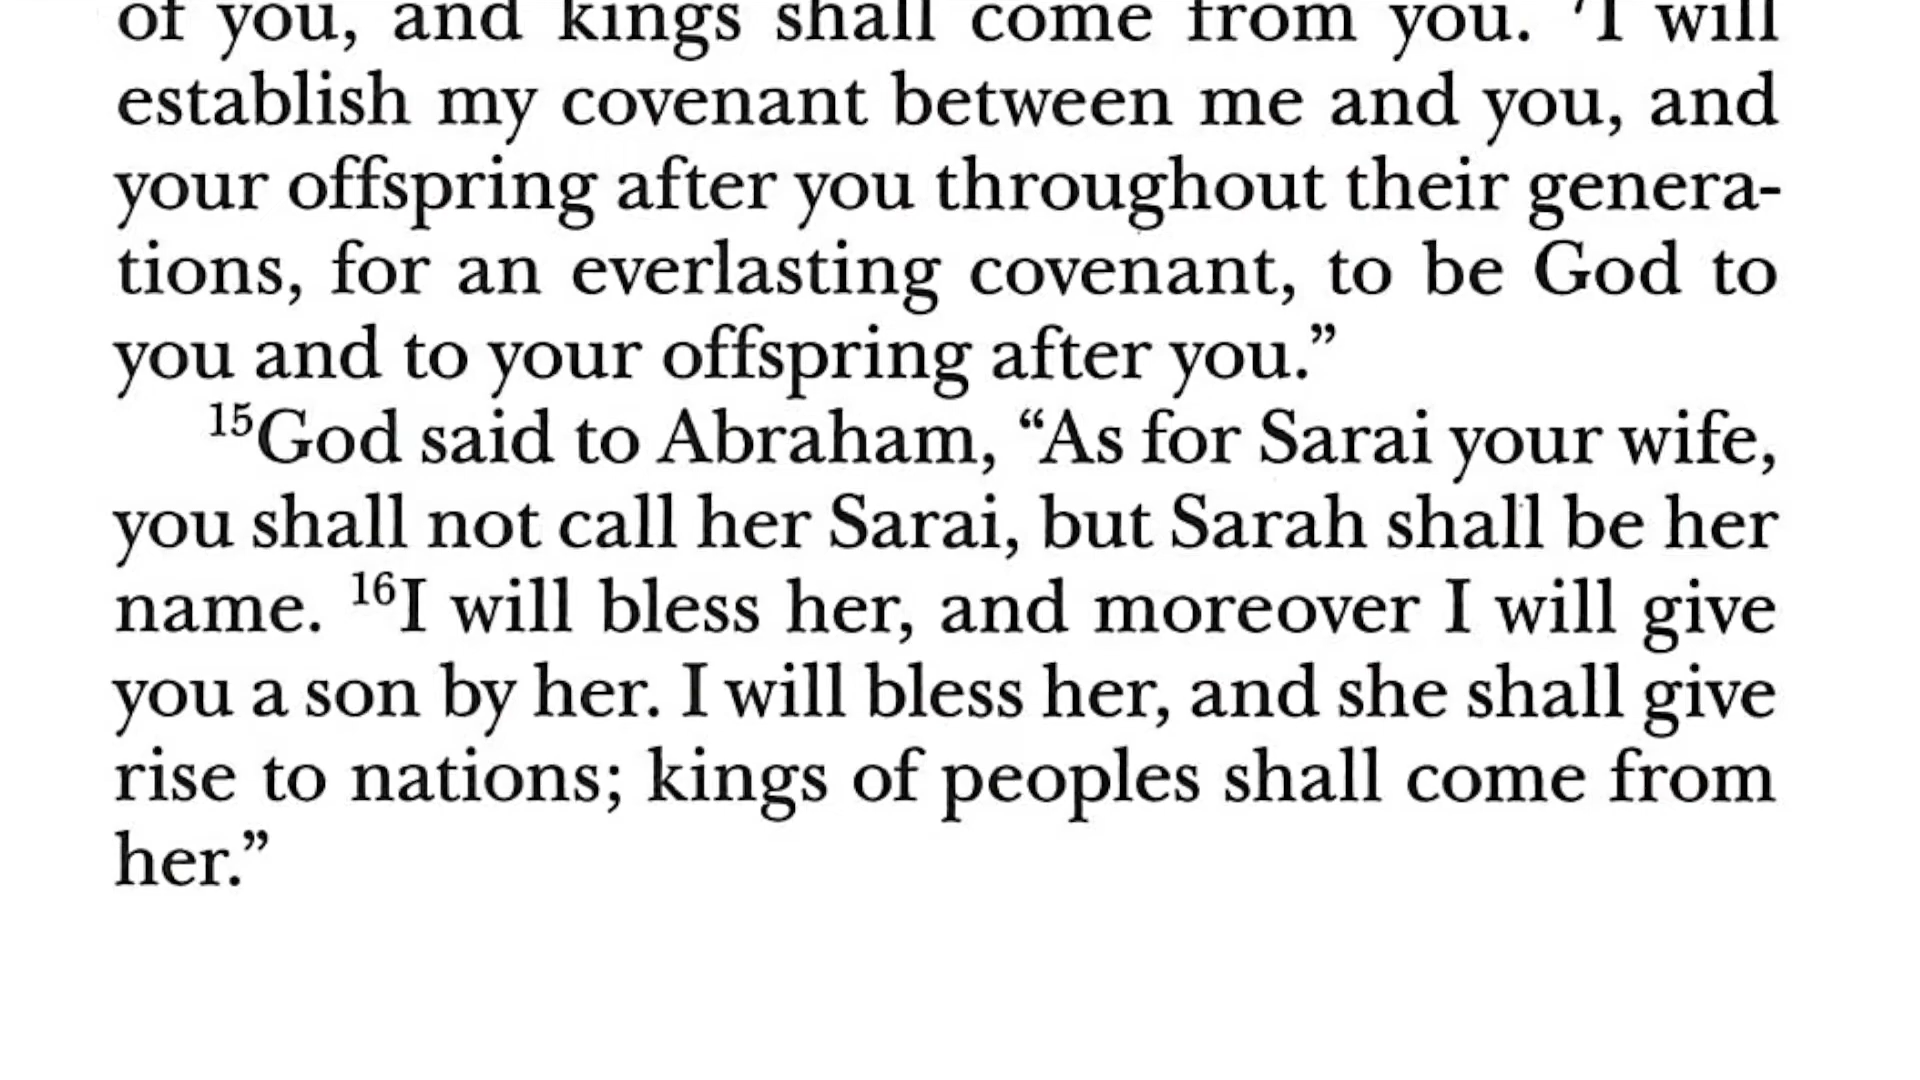 of you, and kings shall come from you. ⁷I will
establish my covenant between me and you, and
your offspring after you throughout their genera-
tions, for an everlasting covenant, to be God to
you and to your offspring after you.”
¹⁵God said to Abraham, “As for Sarai your wife,
you shall not call her Sarai, but Sarah shall be her
name. ¹⁶I will bless her, and moreover I will give
you a son by her. I will bless her, and she shall give
rise to nations; kings of peoples shall come from
her.”